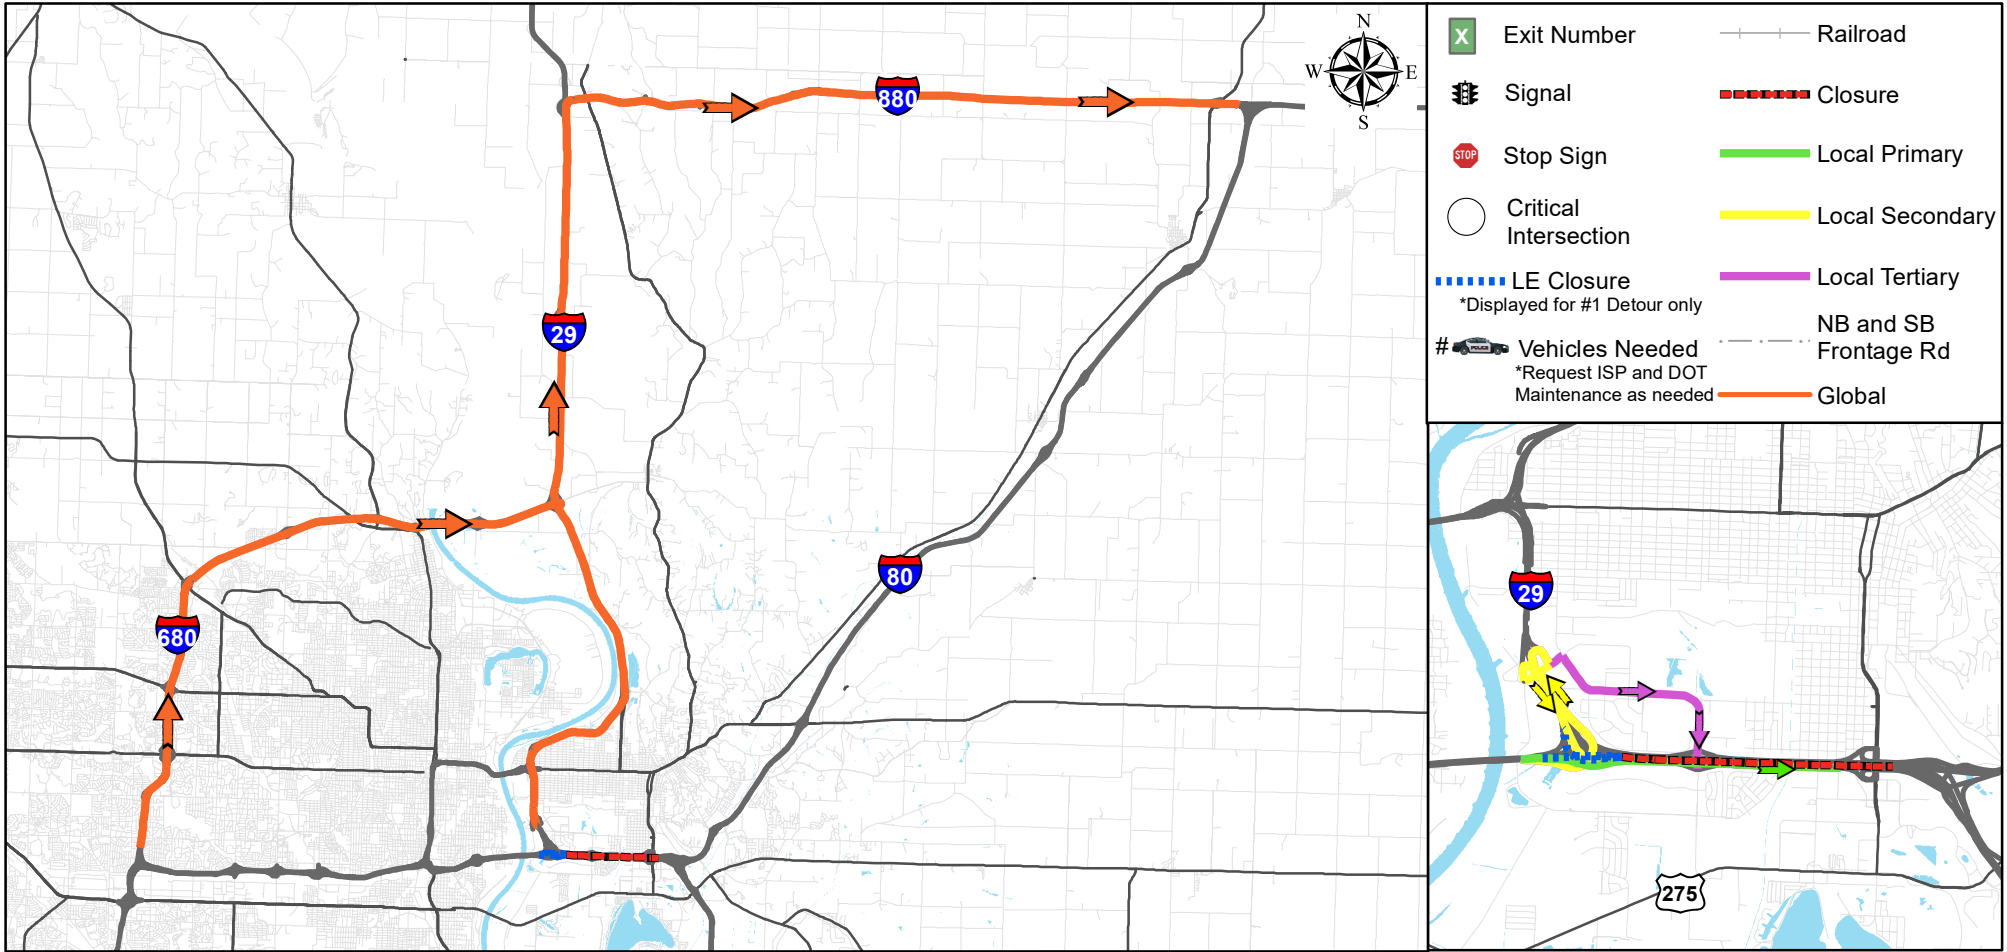 880
29
680
80
N
W
E
S
X
Exit Number
Signal
STOP
Stop Sign
Critical
Intersection
LE Closure
*Displayed for #1 Detour only
#
POLICE
Vehicles Needed
*Request ISP and DOT
Maintenance as needed
Railroad
Closure
Local Primary
Local Secondary
Local Tertiary
NB and SB
Frontage Rd
Global
29
275